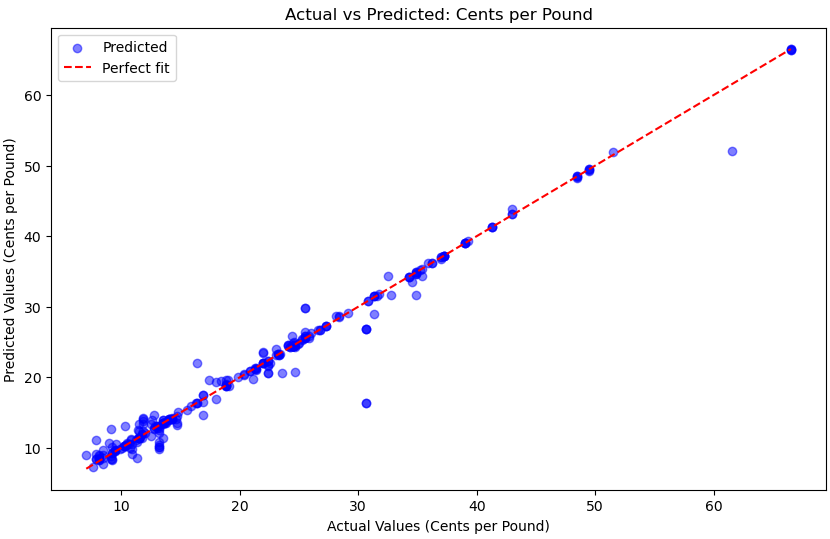 Actual vs Predicted: Cents per Pound
Predicted
Perfect fit
Predicted Values (Cents per Pound)
60
50
40
30
20
10
10 20 30 40 50 60
Actual Values (Cents per Pound)